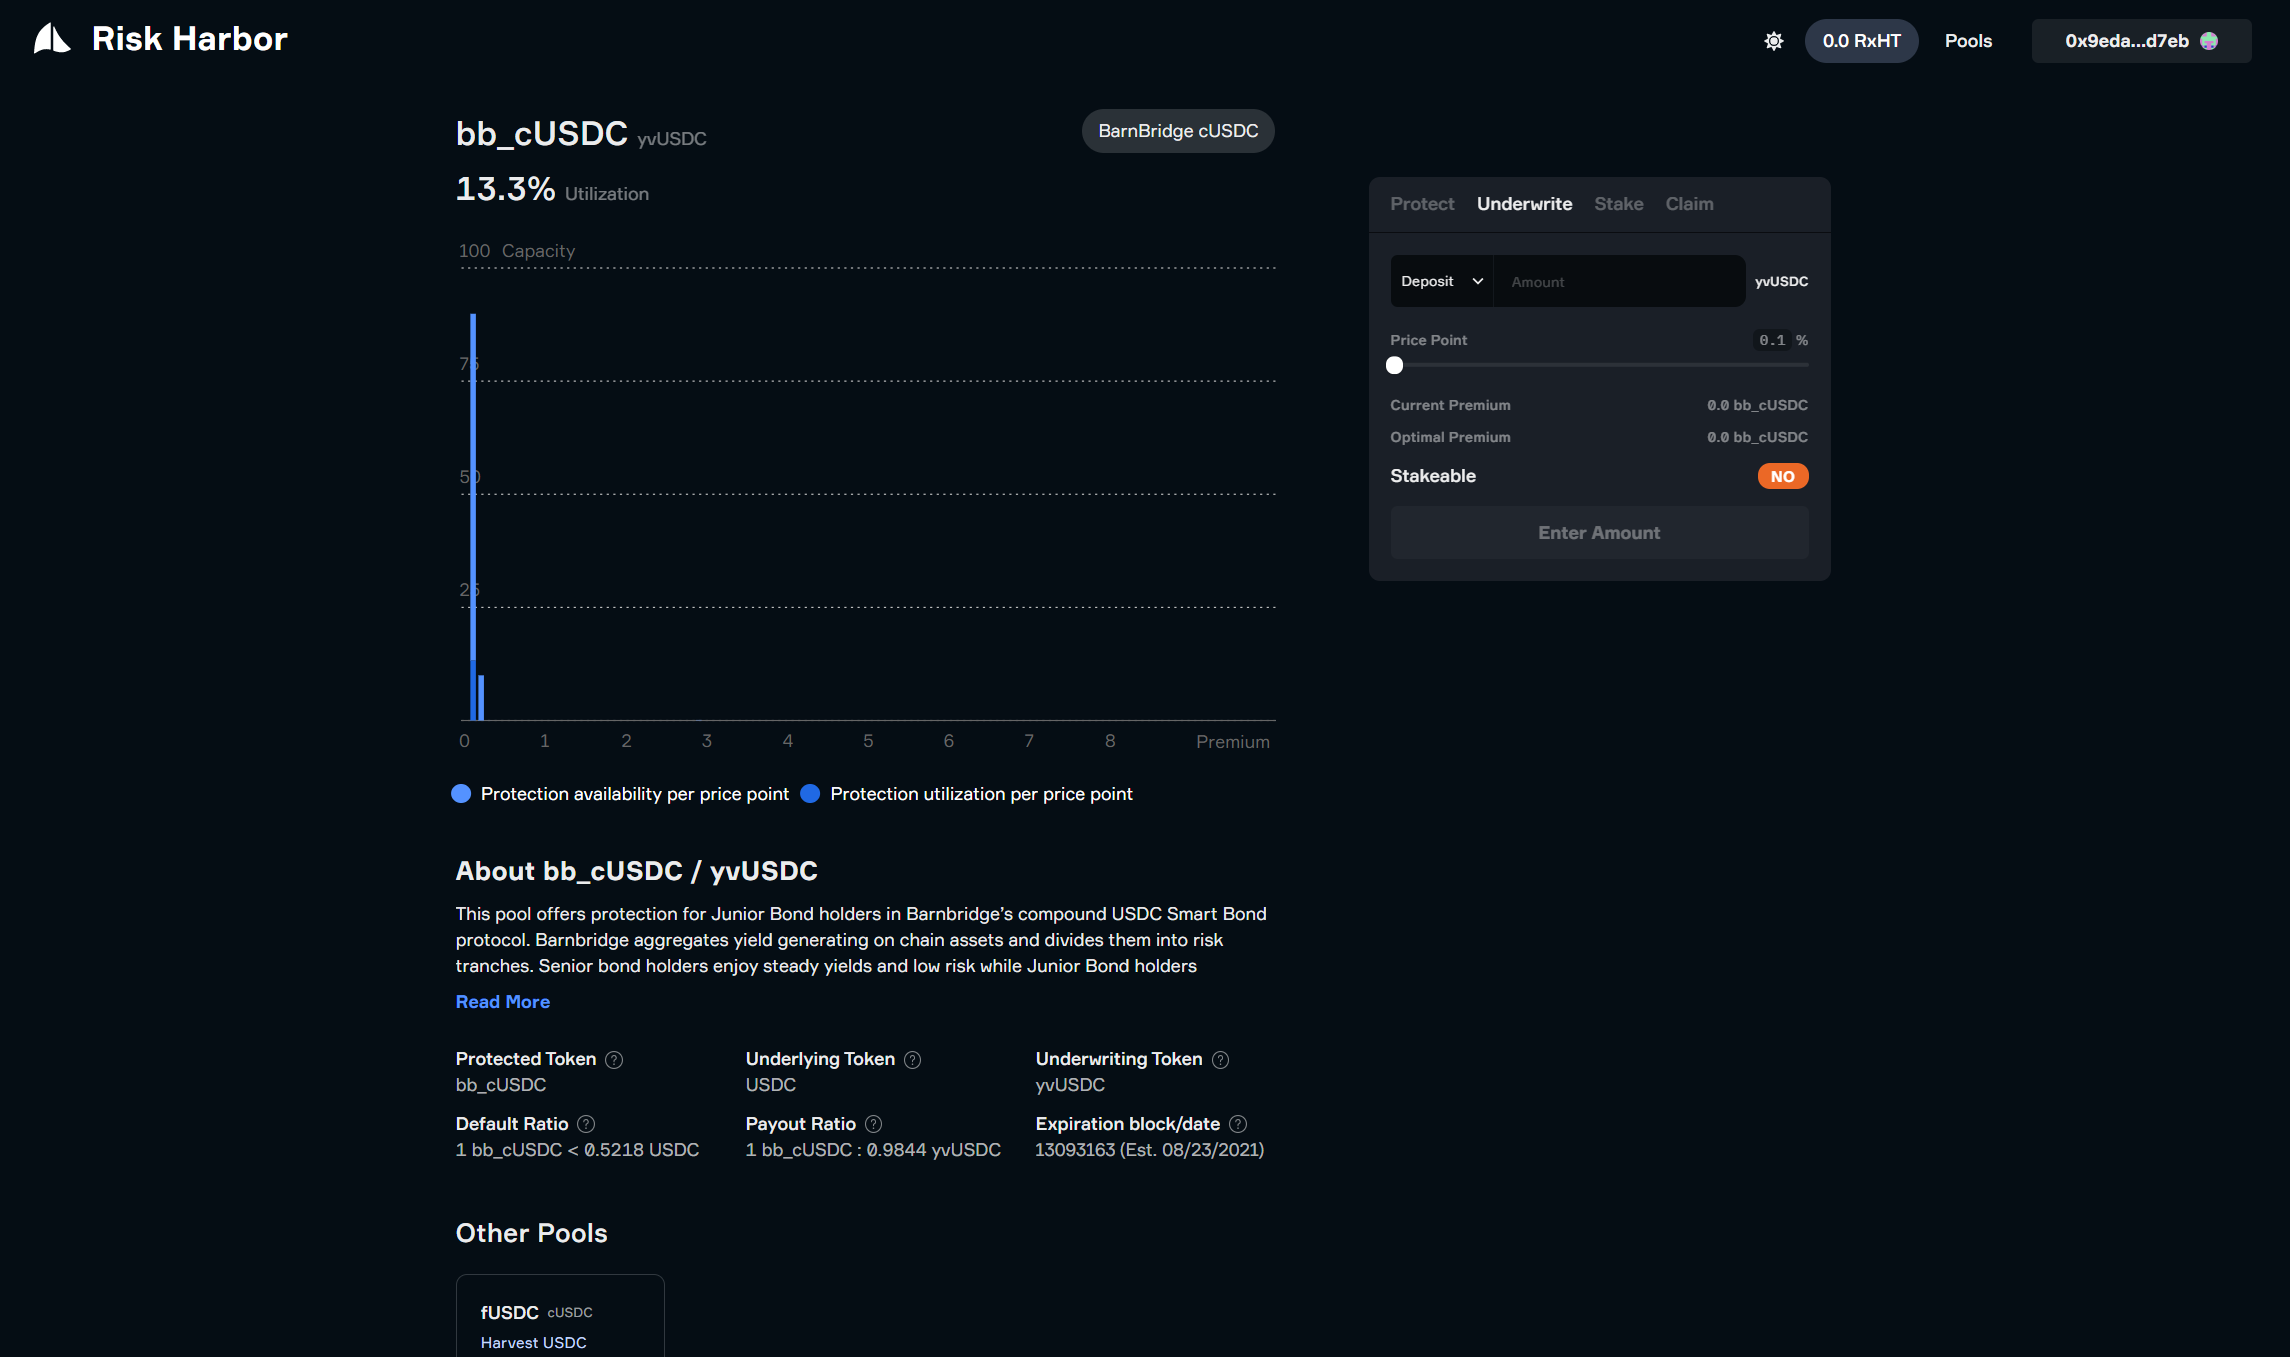 Risk Harbor
0.0 RxHT
Pools
0x9eda...d7eb
bb_cUSDC yvUSDC
BarnBridge cUSDC
13.3% Utilization
Protect Underwrite Stake Claim
Deposit Amount yvUSDC
Price Point 0.1 %
Current Premium 0.0 bb_cUSDC
Optimal Premium 0.0 bb_cUSDC
Stakeable NO
Enter Amount
100 Capacity
75
50
25
0 1 2 3 4 5 6 7 8 Premium
Protection availability per price point Protection utilization per price point
About bb_cUSDC / yvUSDC
This pool offers protection for Junior Bond holders in Barnbridge’s compound USDC Smart Bond
protocol. Barnbridge aggregates yield generating on chain assets and divides them into risk
tranches. Senior bond holders enjoy steady yields and low risk while Junior Bond holders
Read More
Protected Token ? Underlying Token ? Underwriting Token ?
bb_cUSDC USDC yvUSDC
Default Ratio ? Payout Ratio ? Expiration block/date ?
1 bb_cUSDC < 0.5218 USDC 1 bb_cUSDC : 0.9844 yvUSDC 13093163 (Est. 08/23/2021)
Other Pools
fUSDC cUSDC
Harvest USDC